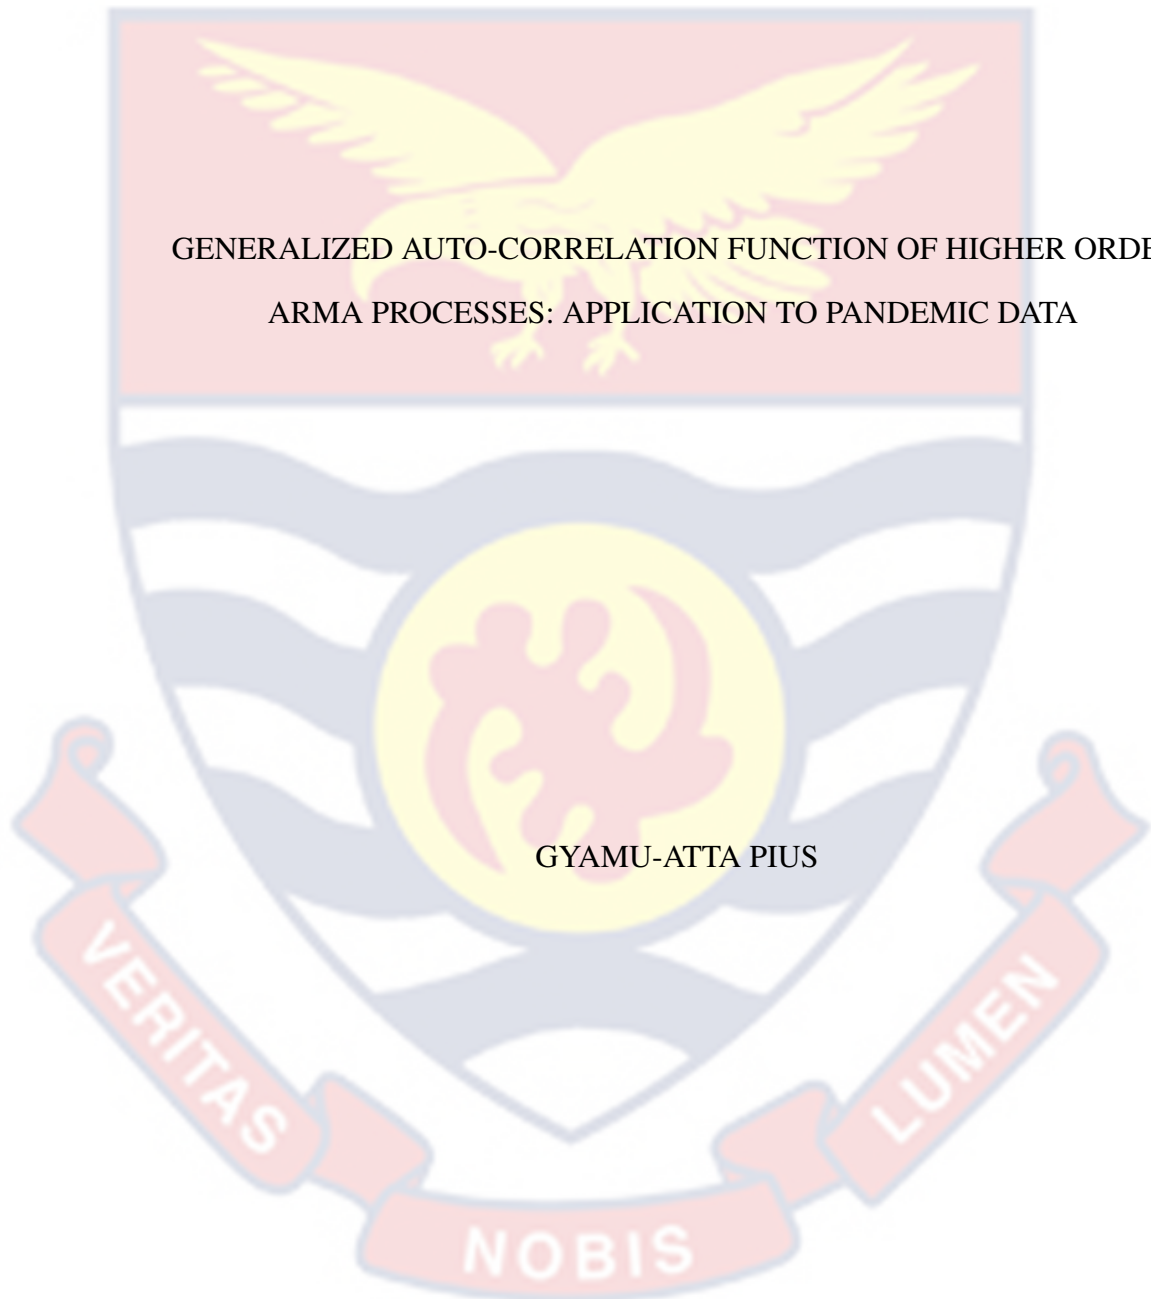 GENERALIZED AUTO-CORRELATION FUNCTION OF HIGHER ORDE
ARMA PROCESSES: APPLICATION TO PANDEMIC DATA
GYAMU-ATTA PIUS
VERITAS
NOBIS
LUMEN